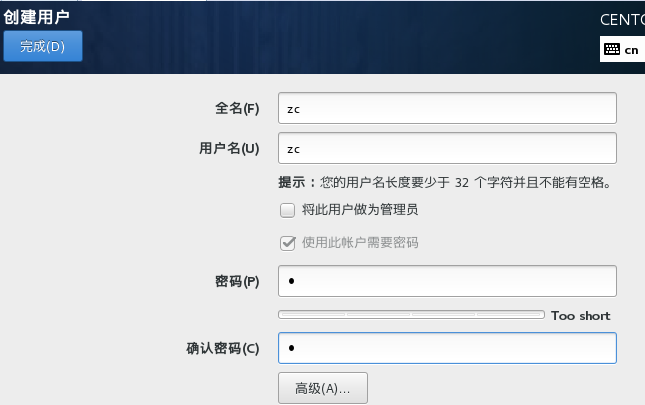 创建用户
CENTO
完成(D)
cn
全名(F)
zc
用户名(U)
zc
提示：您的用户名长度要少于 32 个字符并且不能有空格。
将此用户做为管理员
使用此帐户需要密码
密码(P)
●
Too short
确认密码(C)
●
高级(A)...